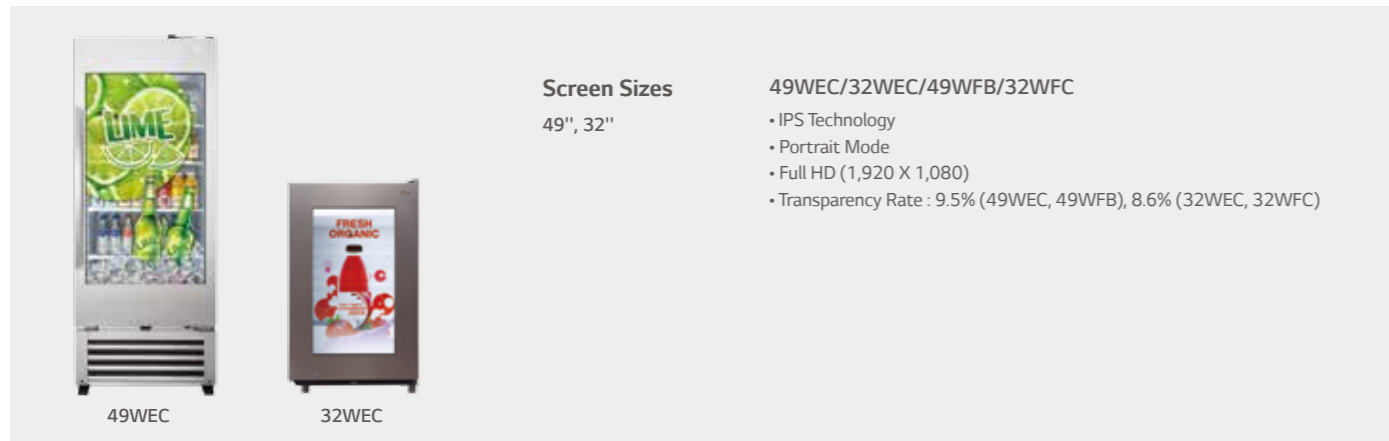 LIME
FRESH
ORGANIC
JUICE
49WEC
32WEC
Screen Sizes
49'', 32''
49WEC/32WEC/49WFB/32WFC
• IPS Technology
• Portrait Mode
• Full HD (1,920 X 1,080)
• Transparency Rate : 9.5% (49WEC, 49WFB), 8.6% (32WEC, 32WFC)